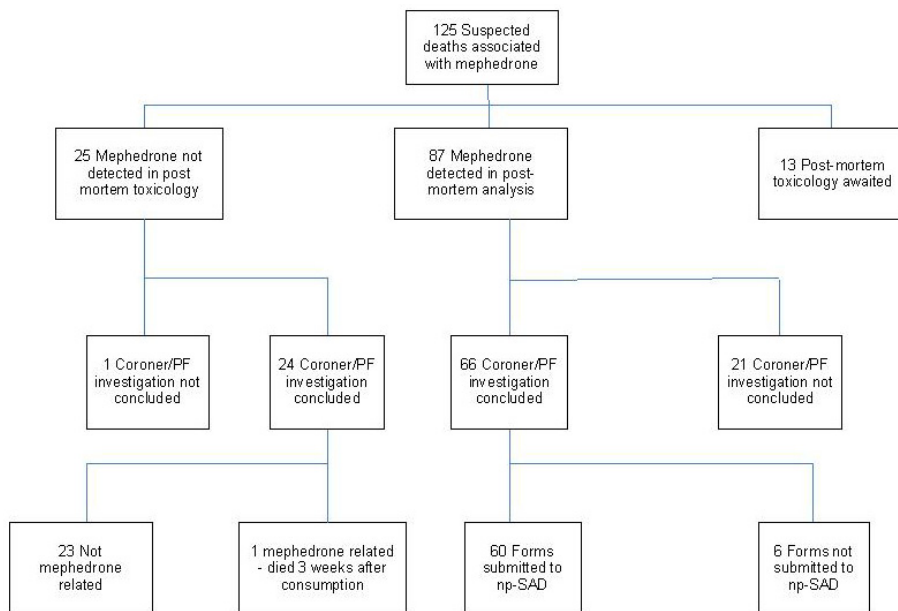 125 Suspected
deaths associated
with mephedrone
25 Mephedrone not
detected in post
mortem toxicology
87 Mephedrone
detected in post-
mortem analysis
13 Post-mortem
toxicology awaited
1 Coroner/PF
investigation not
concluded
24 Coroner/PF
investigation
concluded
66 Coroner/PF
investigation
concluded
21 Coroner/PF
investigation not
concluded
23 Not
mephedrone
related
1 mephedrone related
- died 3 weeks after
consumption
60 Forms
submitted to
np-SAD
6 Forms not
submitted to
np-SAD